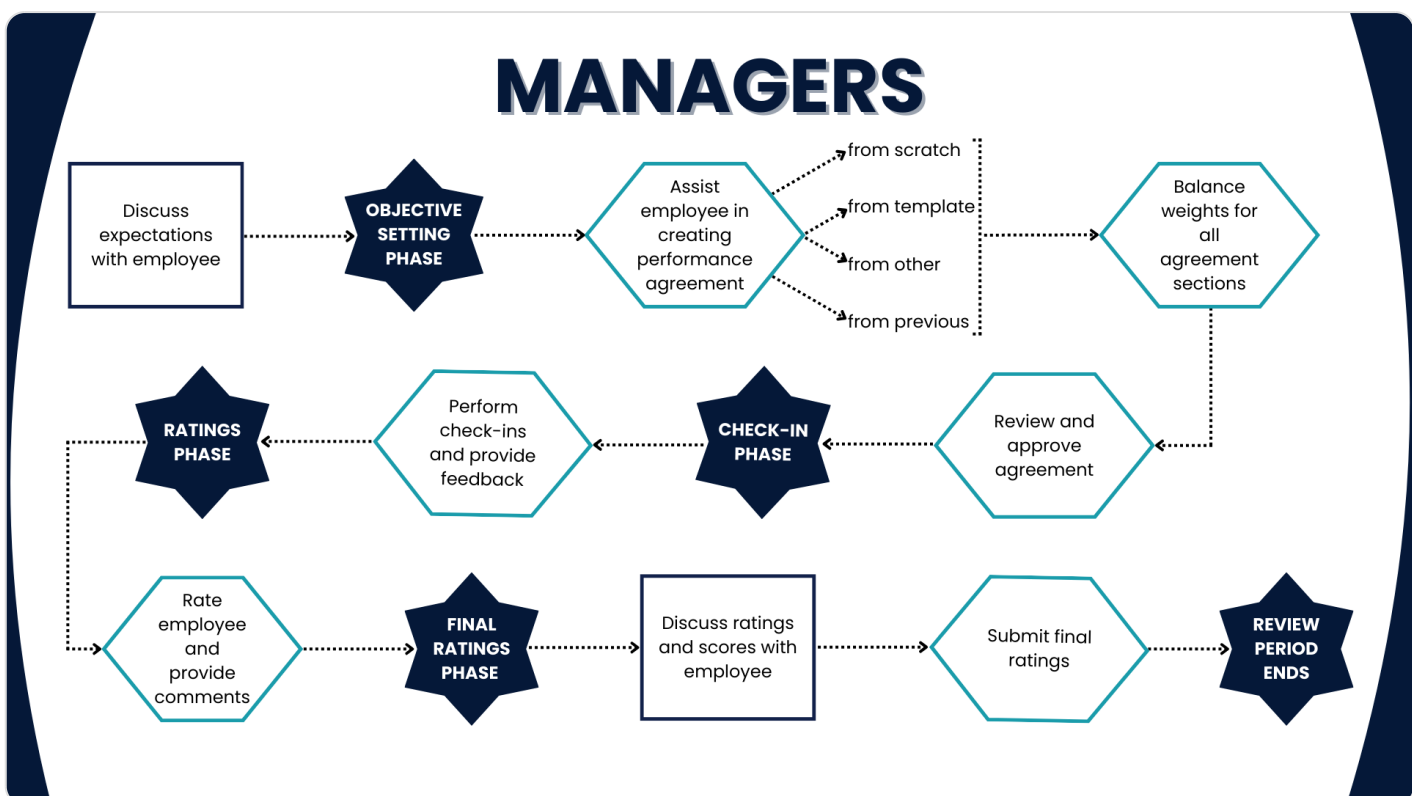 MANAGERS
Discuss
expectations
with employee
OBJECTIVE
SETTING
PHASE
Assist
employee in
creating
performance
agreement
from scratch
from template
from other
from previous
Balance
weights for
all
agreement
sections
Review and
approve
agreement
CHECK-IN
PHASE
Perform
check-ins
and provide
feedback
RATINGS
PHASE
Rate
employee
and
provide
comments
FINAL
RATINGS
PHASE
Discuss ratings
and scores with
employee
Submit final
ratings
REVIEW
PERIOD
ENDS